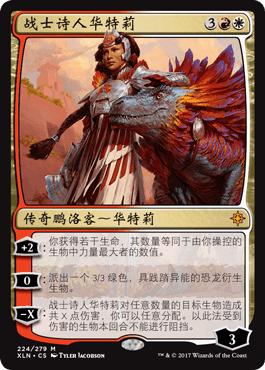 战士诗人华特莉 3
传奇鹏洛客～华特莉
+2: 你获得若干生命，其数量等同于由你操控的
生物中力量最大者的数值。
0: 派出一个 3/3 绿色，具践踏异能的恐龙衍生
生物。
-X: 战士诗人华特莉对任意数量的目标生物造成
共 X 点伤害，你可以任意分配。以此法受到
伤害的生物本回合不能进行阻挡。
3
224/279 M
XLN • CS TYLER JACOBSON ™ & © 2017 Wizards of the Coast